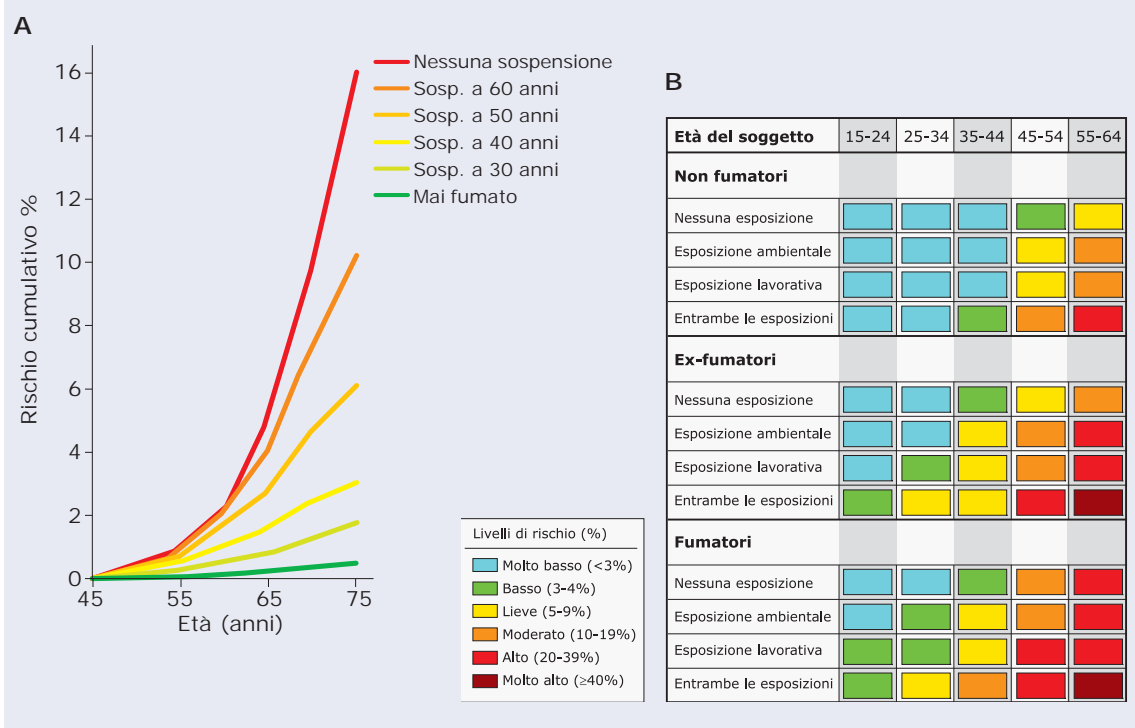 A
Rischio cumulativo %
16
14
12
10
8
6
4
2
0
45
55
65
75
Età (anni)
Nessuna sospensione
Sosp. a 60 anni
Sosp. a 50 anni
Sosp. a 40 anni
Sosp. a 30 anni
Mai fumato
Livelli di rischio (%)
Molto basso (<3%)
Basso (3-4%)
Lieve (5-9%)
Moderato (10-19%)
Alto (20-39%)
Molto alto (≥40%)
B
Età del soggetto 15-24 25-34 35-44 45-54 55-64
Non fumatori
Nessuna esposizione
Esposizione ambientale
Esposizione lavorativa
Entrambe le esposizioni
Ex-fumatori
Nessuna esposizione
Esposizione ambientale
Esposizione lavorativa
Entrambe le esposizioni
Fumatori
Nessuna esposizione
Esposizione ambientale
Esposizione lavorativa
Entrambe le esposizioni